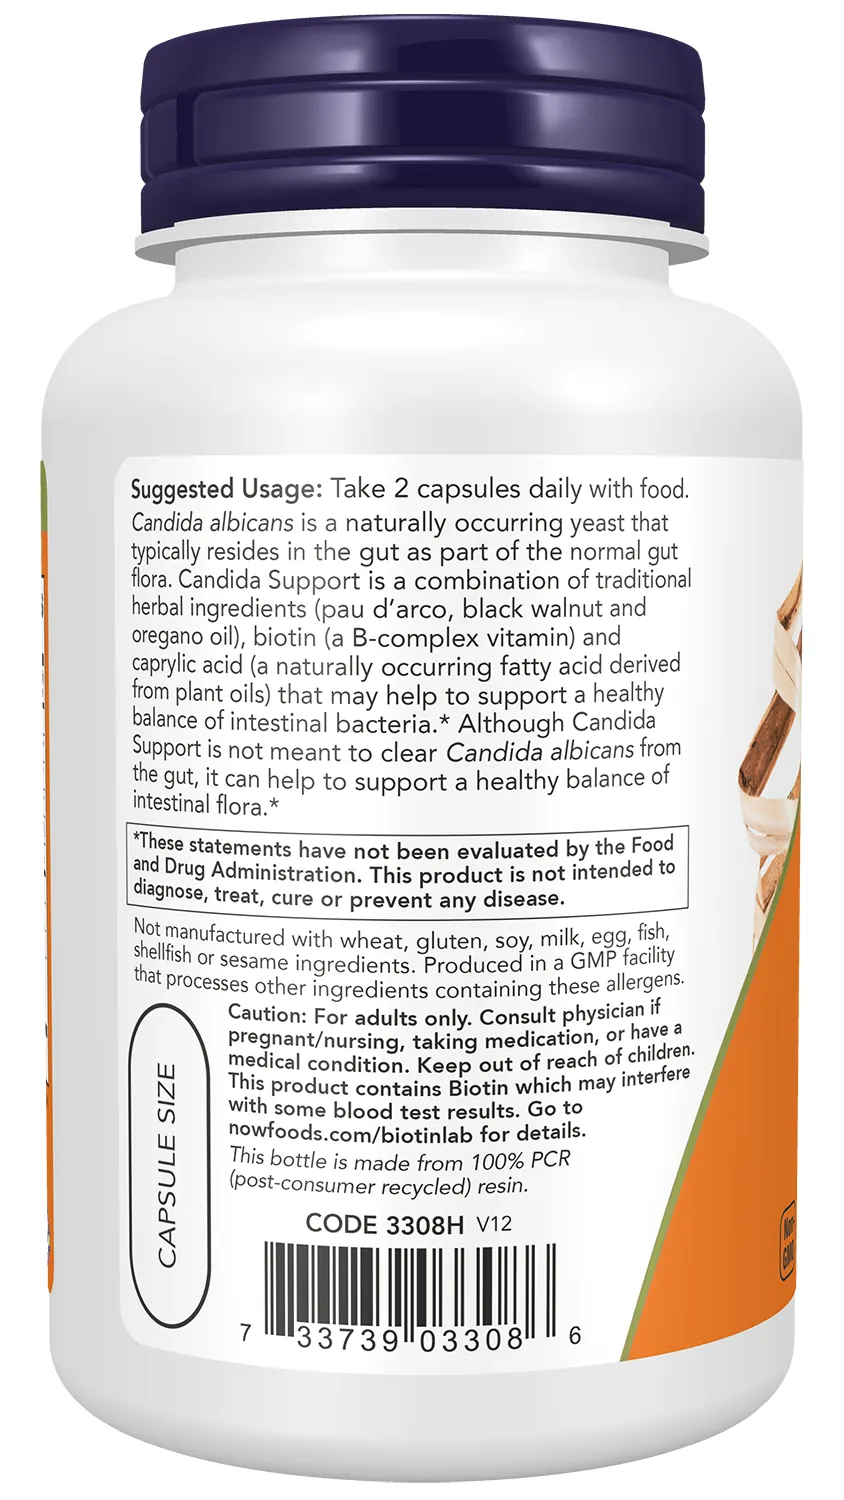 Suggested Usage: Take 2 capsules daily with food.
Candida albicans is a naturally occurring yeast that
typically resides in the gut as part of the normal gut
flora. Candida Support is a combination of traditional
herbal ingredients (pau d'arco, black walnut and
oregano oil), biotin (a B-complex vitamin) and
caprylic acid (a naturally occurring fatty acid derived
from plant oils) that may help to support a healthy
balance of intestinal bacteria.* Although Candida
Support is not meant to clear Candida albicans from
the gut, it can help to support a healthy balance of
intestinal flora.*
*These statements have not been evaluated by the Food
and Drug Administration. This product is not intended to
diagnose, treat, cure or prevent any disease.
Not manufactured with wheat, gluten, soy, milk, egg, fish,
shellfish or sesame ingredients. Produced in a GMP facility
that processes other ingredients containing these allergens.
CAPSULE SIZE
Caution: For adults only. Consult physician if
pregnant/nursing, taking medication, or have a
medical condition. Keep out of reach of children.
This product contains Biotin which may interfere
with some blood test results. Go to
nowfoods.com/biotinlab for details.
This bottle is made from 100% PCR
(post-consumer recycled) resin.
CODE 3308H V12
7 33739 03308 6
Non-
GMO